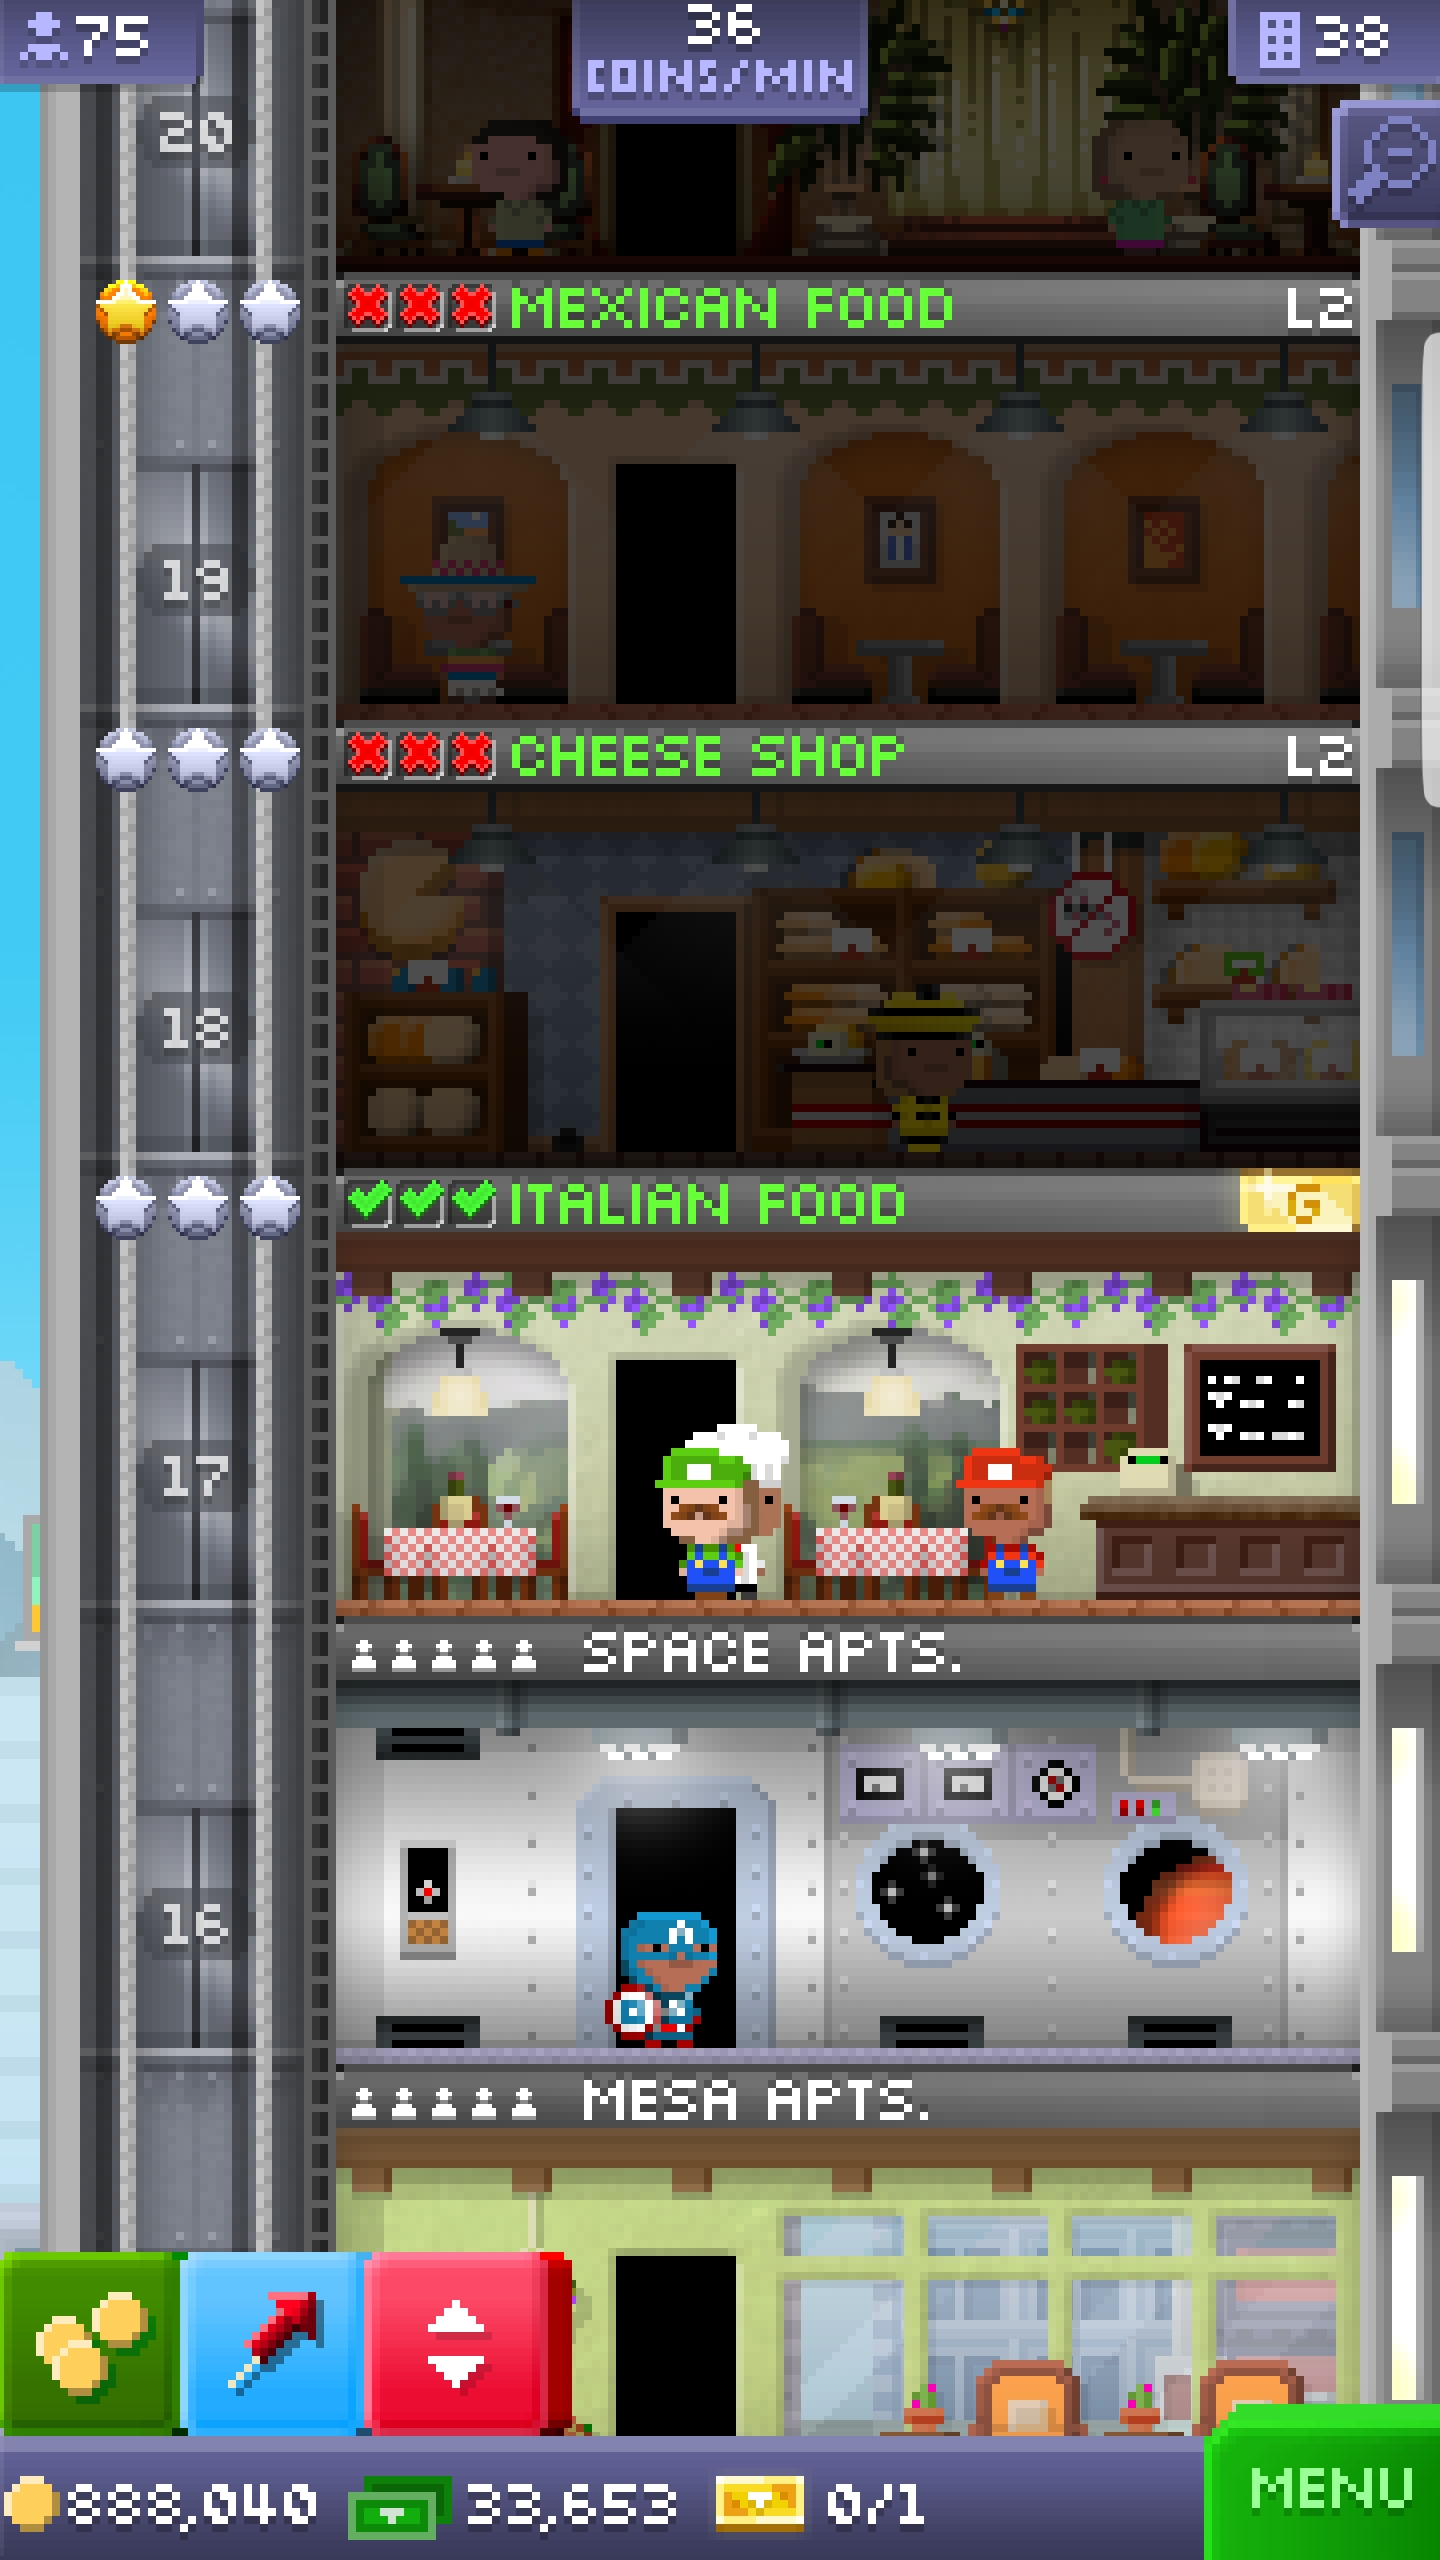 75
36
COINS/MIN
38
20
MEXICAN FOOD L2
19
CHEESE SHOP L2
18
ITALIAN FOOD G
17
SPACE APTS.
16
MESA APTS.
888,040 33,653 0/1
MENU